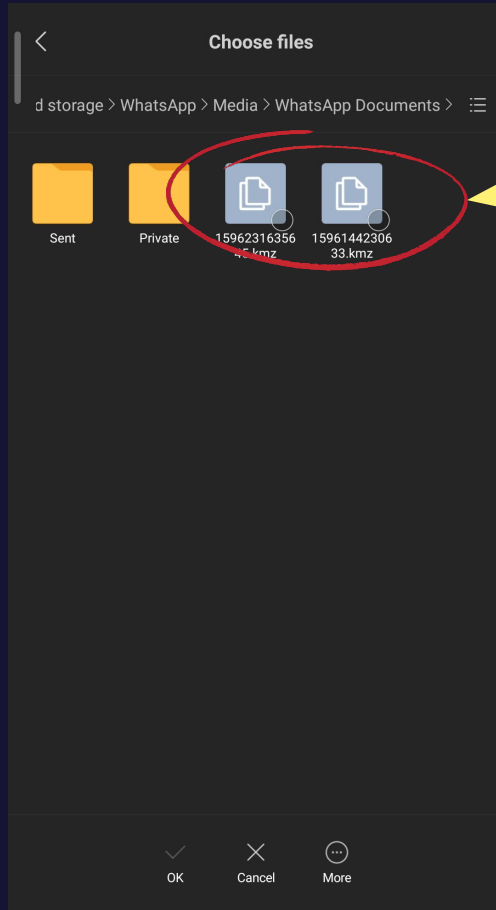 Choose files
d storage > WhatsApp > Media > WhatsApp Documents >
Sent
Private
15962316356
45.kmz
15961442306
33.kmz
OK
Cancel
More